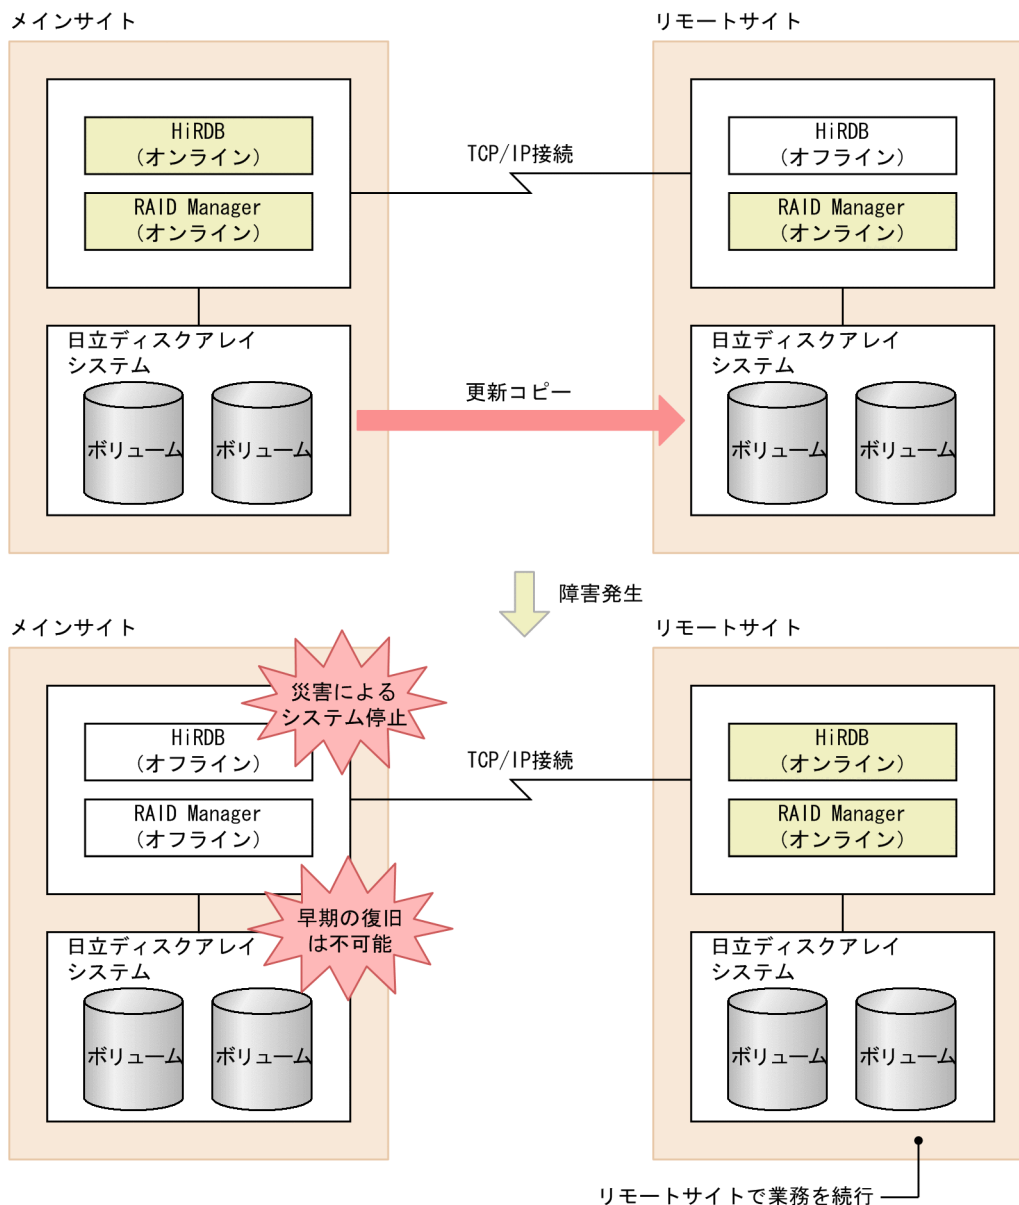 メインサイト
リモートサイト
HiRDB
(オンライン)
RAID Manager
(オンライン)
TCP/IP接続
HiRDB
(オフライン)
RAID Manager
(オンライン)
日立ディスクアレイ
システム
ボリューム
ボリューム
更新コピー
日立ディスクアレイ
システム
ボリューム
ボリューム
障害発生
メインサイト
リモートサイト
災害による
システム停止
HiRDB
(オフライン)
RAID Manager
(オフライン)
TCP/IP接続
HiRDB
(オンライン)
RAID Manager
(オンライン)
早期の復旧
は不可能
日立ディスクアレイ
システム
ボリューム
ボリューム
日立ディスクアレイ
システム
ボリューム
ボリューム
リモートサイトで業務を続行